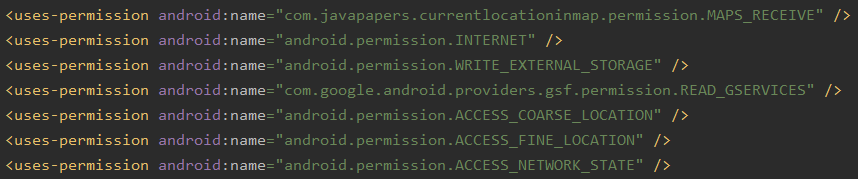 <uses-permission android:name="com.javapapers.currentlocationinmap.permission.MAPS_RECEIVE" />
<uses-permission android:name="android.permission.INTERNET" />
<uses-permission android:name="android.permission.WRITE_EXTERNAL_STORAGE" />
<uses-permission android:name="com.google.android.providers.gsf.permission.READ_GSERVICES" />
<uses-permission android:name="android.permission.ACCESS_COARSE_LOCATION" />
<uses-permission android:name="android.permission.ACCESS_FINE_LOCATION" />
<uses-permission android:name="android.permission.ACCESS_NETWORK_STATE" />